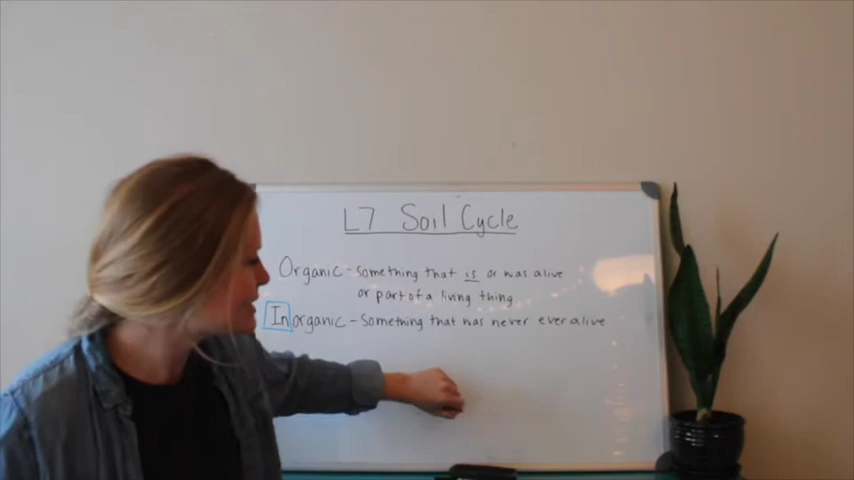 L7 Soil Cycle
Organic - Something that is or was alive
or part of a living thing
Inorganic - Something that was never ever alive